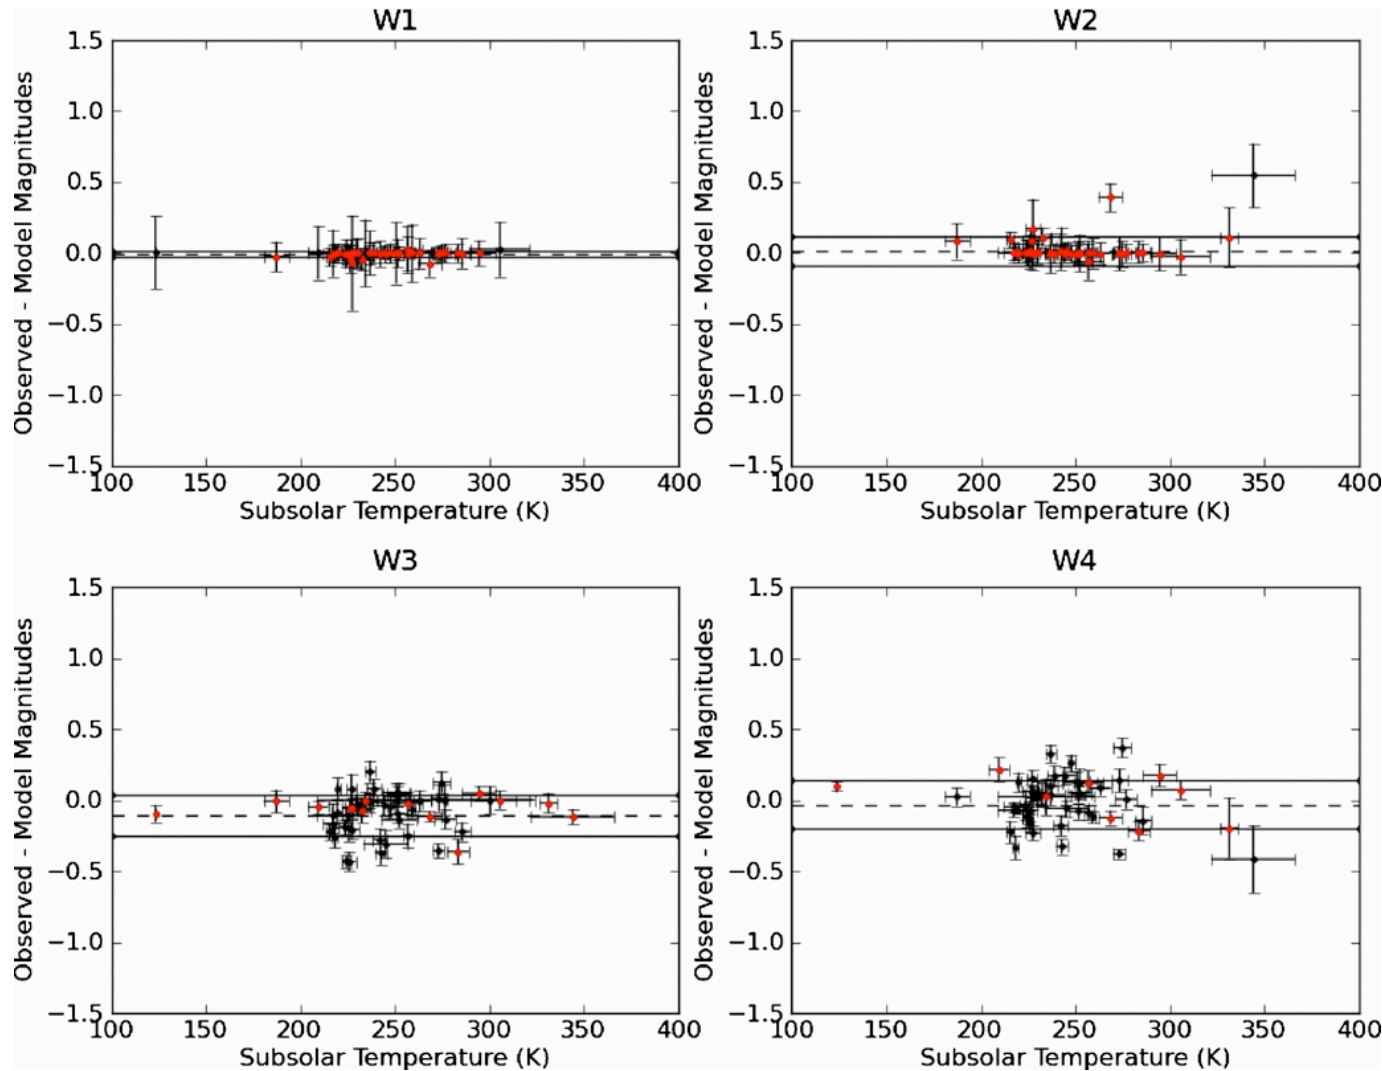 W1
1.5
1.0
0.5
0.0
−0.5
−1.0
−1.5
Observed - Model Magnitudes
100 150 200 250 300 350 400
Subsolar Temperature (K)
W2
1.5
1.0
0.5
0.0
−0.5
−1.0
−1.5
Observed - Model Magnitudes
100 150 200 250 300 350 400
Subsolar Temperature (K)
W3
1.5
1.0
0.5
0.0
−0.5
−1.0
−1.5
Observed - Model Magnitudes
100 150 200 250 300 350 400
Subsolar Temperature (K)
W4
1.5
1.0
0.5
0.0
−0.5
−1.0
−1.5
Observed - Model Magnitudes
100 150 200 250 300 350 400
Subsolar Temperature (K)